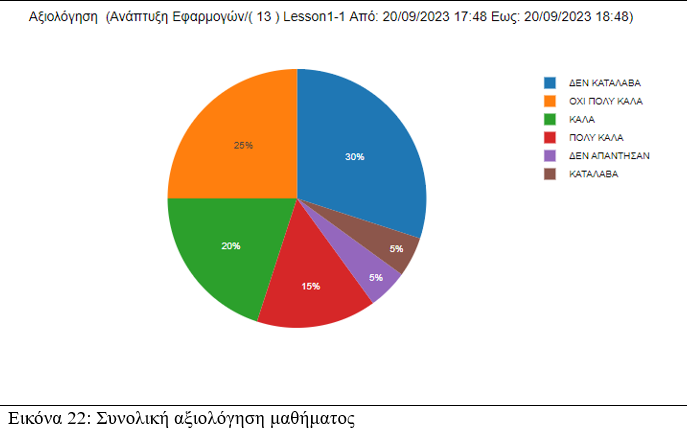 Αξιολόγηση (Ανάπτυξη Εφαρμογών/( 13 ) Lesson1-1 Από: 20/09/2023 17:48 Εως: 20/09/2023 18:48)
ΔΕΝ ΚΑΤΑΛΑΒΑ
ΟΧΙ ΠΟΛΥ ΚΑΛΑ
ΚΑΛΑ
ΠΟΛΥ ΚΑΛΑ
ΔΕΝ ΑΠΑΝΤΗΣΑΝ
ΚΑΤΑΛΑΒΑ
25%
30%
20%
5%
5%
15%
Εικόνα 22: Συνολική αξιολόγηση μαθήματος